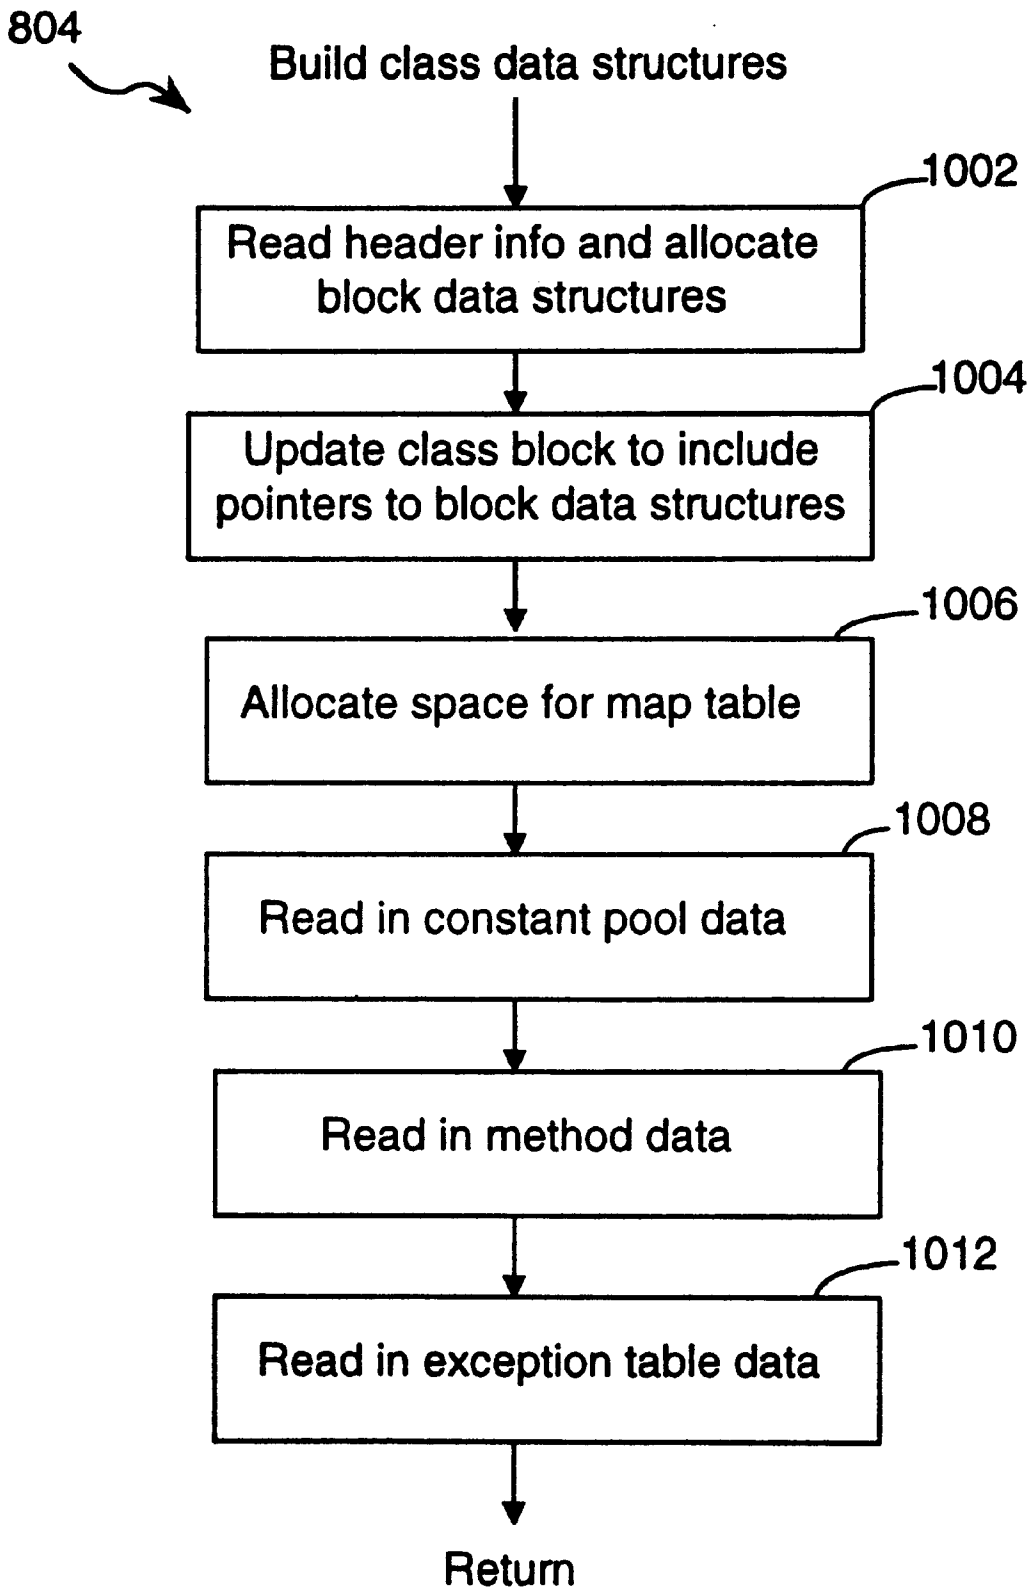 804
Build class data structures
1002
Read header info and allocate
block data structures
1004
Update class block to include
pointers to block data structures
1006
Allocate space for map table
1008
Read in constant pool data
1010
Read in method data
1012
Read in exception table data
Return